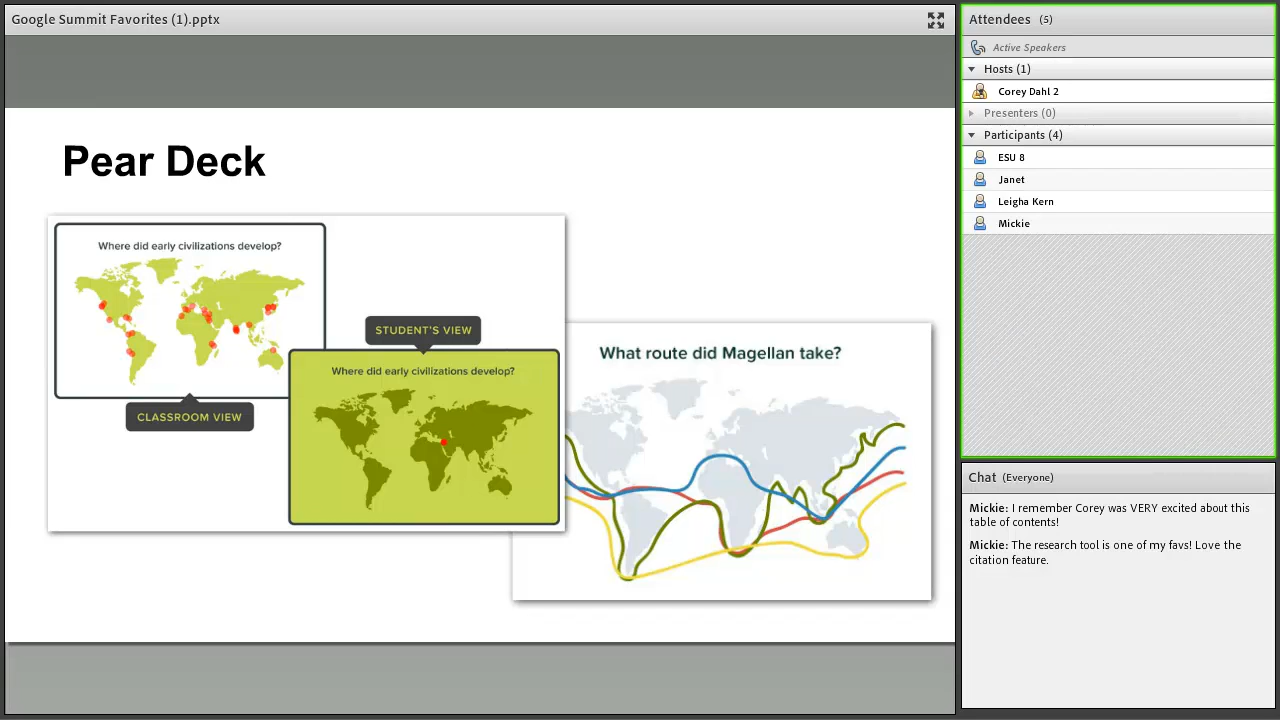 Google Summit Favorites (1).pptx
Pear Deck
Where did early civilizations develop?
CLASSROOM VIEW
STUDENT'S VIEW
Where did early civilizations develop?
What route did Magellan take?
Attendees (5)
Active Speakers
Hosts (1)
Corey Dahl 2
Presenters (0)
Participants (4)
ESU 8
Janet
Leigha Kern
Mickie
Chat (Everyone)
Mickie: I remember Corey was VERY excited about this
table of contents!
Mickie: The research tool is one of my favs! Love the
citation feature.